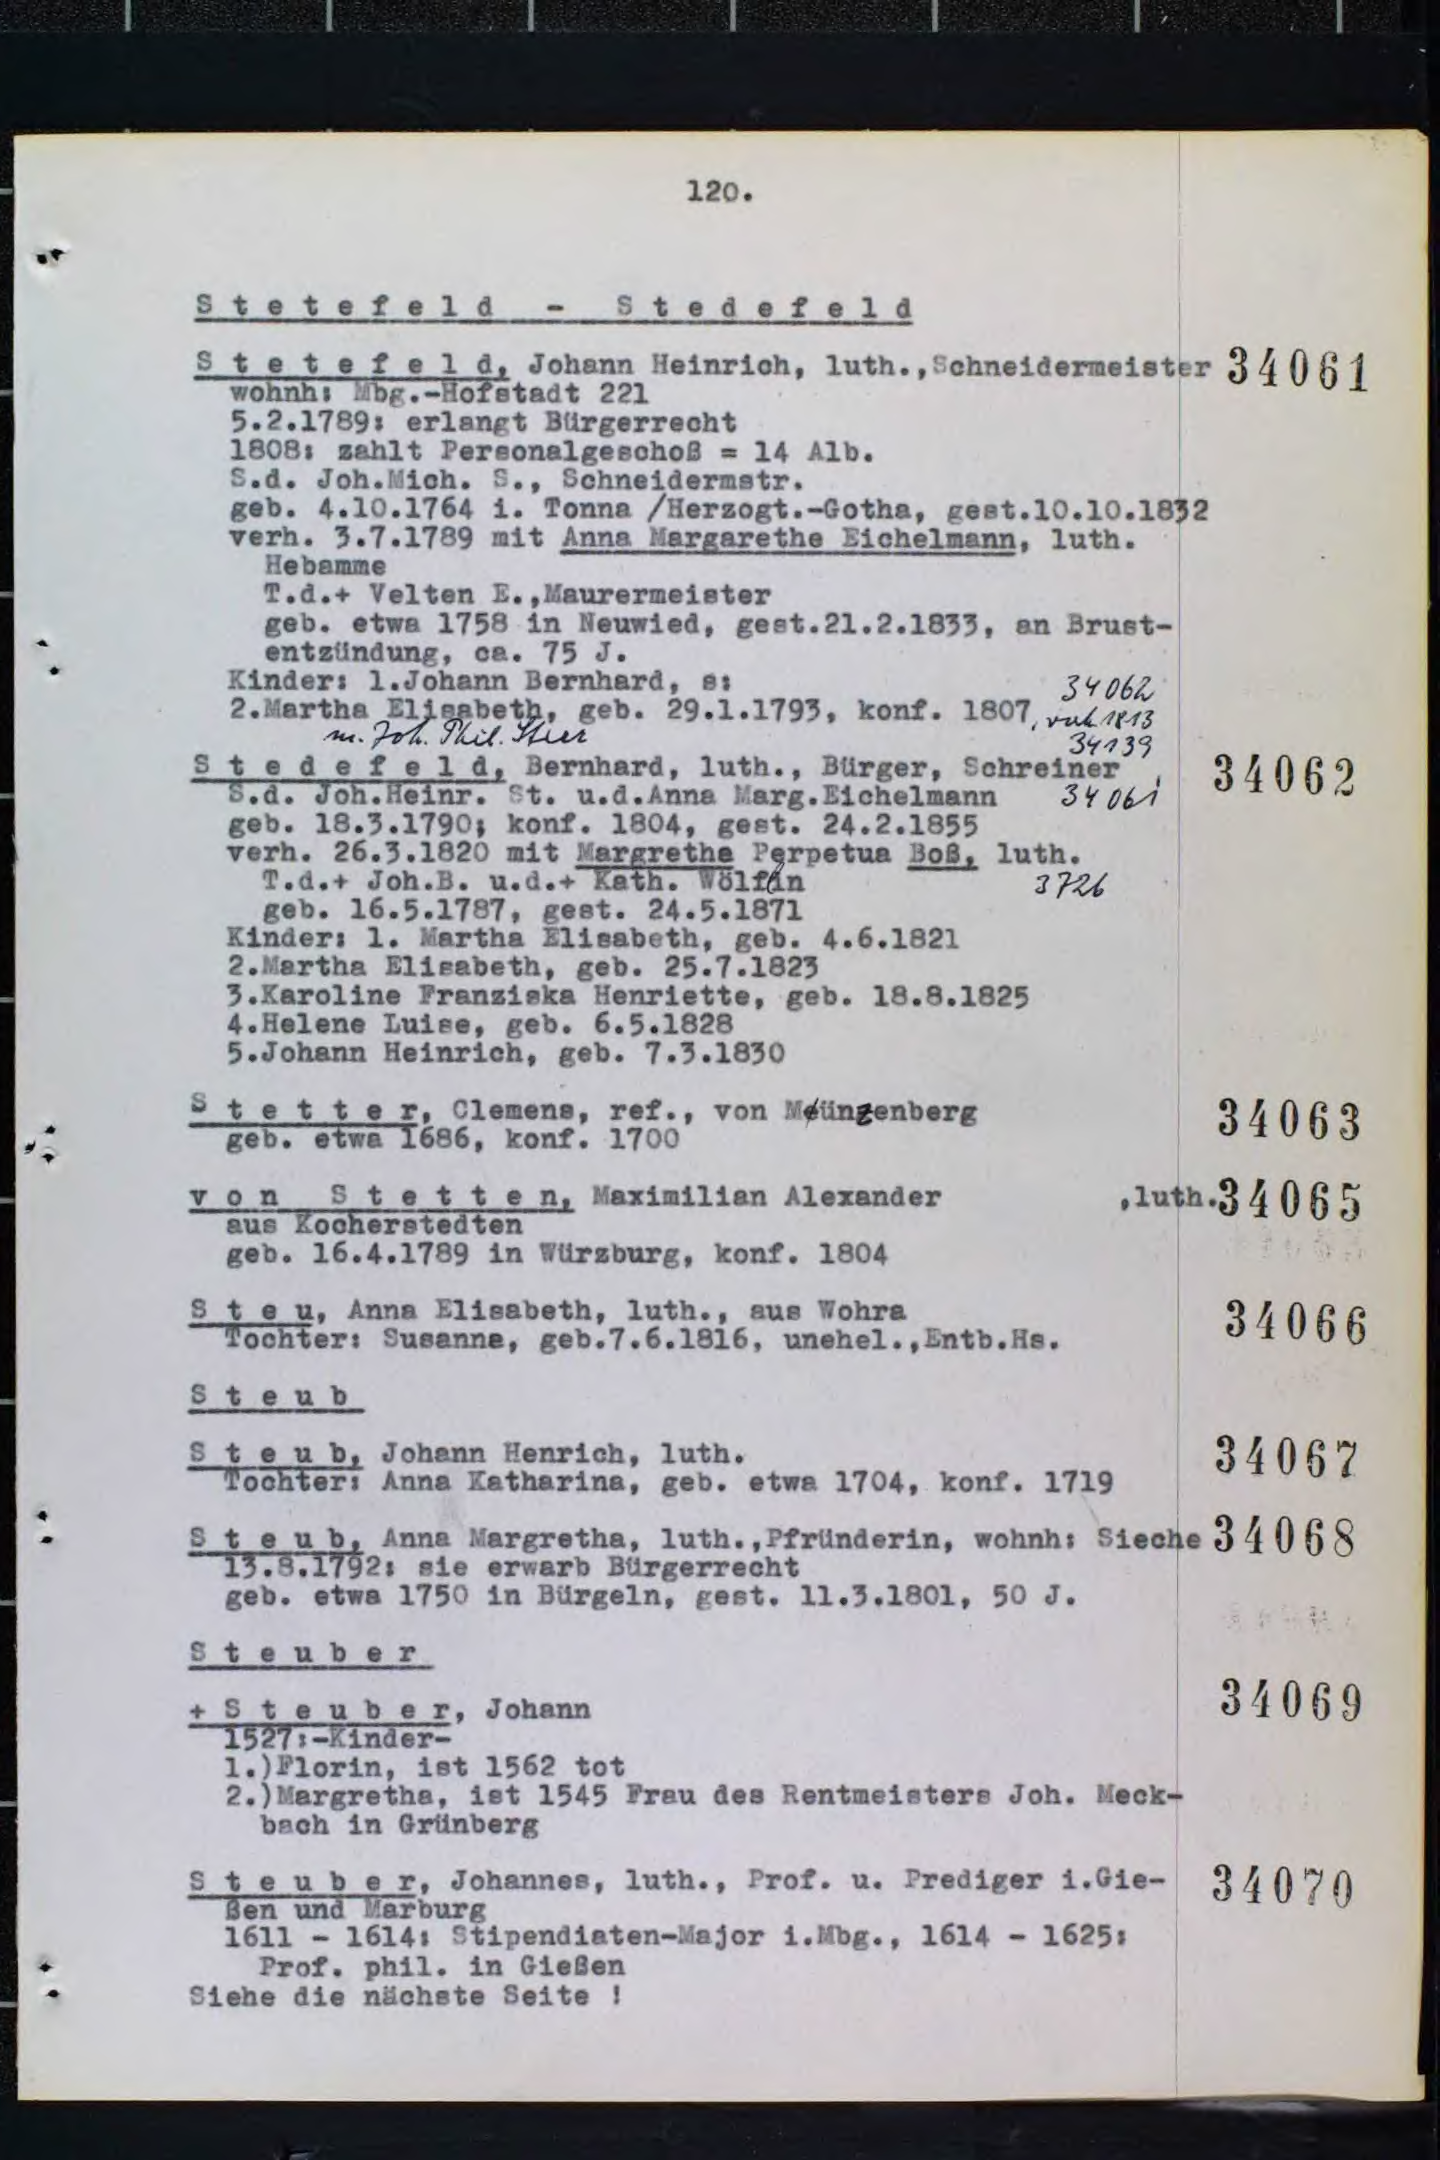 120.
Stetefeld - Stedefeld
Stetefeld, Johann Heinrich, luth.,Schneidermeister 34061
wohnh: Mbg.-Hofstadt 221
5.2.1789: erlangt Bürgerrecht
1808: zahlt Personalgeschoß = 14 Alb.
S.d. Joh.Mich. S., Schneidermstr.
geb. 4.10.1764 i. Tonna /Herzogt.-Gotha, gest.10.10.1832
verh. 3.7.1789 mit Anna Margarethe Eichelmann, luth.
Hebamme
T.d.+ Velten E.,Maurermeister
geb. etwa 1758 in Neuwied, gest.21.2.1833, an Brust-
entzündung, ca. 75 J.
Kinder: 1.Johann Bernhard, s: 34062
2.Martha Elisabeth, geb. 29.1.1793, konf. 1807, verh. 1813
m. Joh. Phil. Stier 34139
Stedefeld, Bernhard, luth., Bürger, Schreiner 34062
S.d. Joh.Heinr. St. u.d.Anna Marg.Eichelmann 34061
geb. 18.3.1790; konf. 1804, gest. 24.2.1855
verh. 26.3.1820 mit Margrethe Perpetua Boß, luth.
T.d.+ Joh.B. u.d.+ Kath. Wölflin 3726
geb. 16.5.1787, gest. 24.5.1871
Kinder: 1. Martha Elisabeth, geb. 4.6.1821
2.Martha Elisabeth, geb. 25.7.1823
3.Karoline Franziska Henriette, geb. 18.8.1825
4.Helene Luise, geb. 6.5.1828
5.Johann Heinrich, geb. 7.3.1830
Stetter, Clemens, ref., von Münzenberg 34063
geb. etwa 1686, konf. 1700
von Stetten, Maximilian Alexander ,luth. 34065
aus Kocherstedten
geb. 16.4.1789 in Würzburg, konf. 1804
Steu, Anna Elisabeth, luth., aus Wohra 34066
Tochter: Susanne, geb.7.6.1816, unehel.,Entb.Hs.
Steub
Steub, Johann Henrich, luth. 34067
Tochter: Anna Katharina, geb. etwa 1704, konf. 1719
Steub, Anna Margretha, luth.,Pfründerin, wohnh: Sieche 34068
13.8.1792: sie erwarb Bürgerrecht
geb. etwa 1750 in Bürgeln, gest. 11.3.1801, 50 J.
Steuber
+ Steuber, Johann 34069
1527:-Kinder-
1.)Florin, ist 1562 tot
2.)Margretha, ist 1545 Frau des Rentmeisters Joh. Meck-
bach in Grünberg
Steuber, Johannes, luth., Prof. u. Prediger i.Gie- 34070
ßen und Marburg
1611 - 1614: Stipendiaten-Major i.Mbg., 1614 - 1625:
Prof. phil. in Gießen
Siehe die nächste Seite !